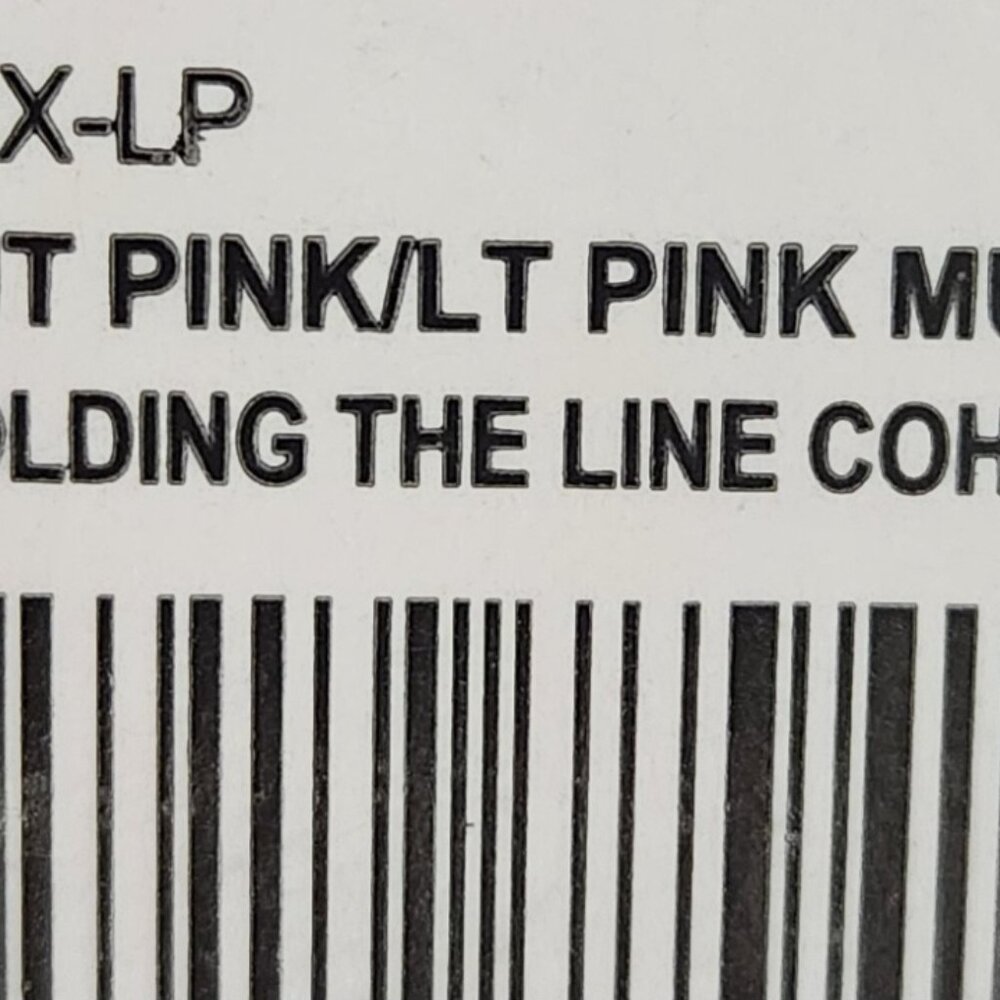 X-LP
T PINK/LT PINK MU
OLDING THE LINE COH